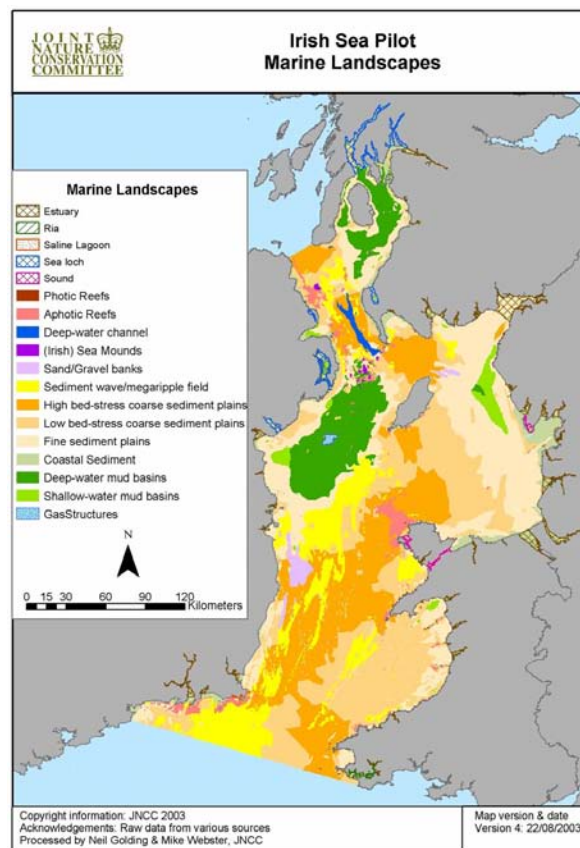 JOINT
NATURE
CONSERVATION
COMMITTEE
Irish Sea Pilot
Marine Landscapes
Marine Landscapes
Estuary
Ria
Saline Lagoon
Sea loch
Sound
Photic Reefs
Aphotic Reefs
Deep-water channel
(Irish) Sea Mounds
Sand/Gravel banks
Sediment wave/megaripple field
High bed-stress coarse sediment plains
Low bed-stress coarse sediment plains
Fine sediment plains
Coastal Sediment
Deep-water mud basins
Shallow-water mud basins
GasStructures
N
0 15 30 60 90 120
Kilometers
Copyright information: JNCC 2003
Acknowledgements: Raw data from various sources
Processed by Neil Golding & Mike Webster, JNCC
Map version & date
Version 4: 22/08/2003